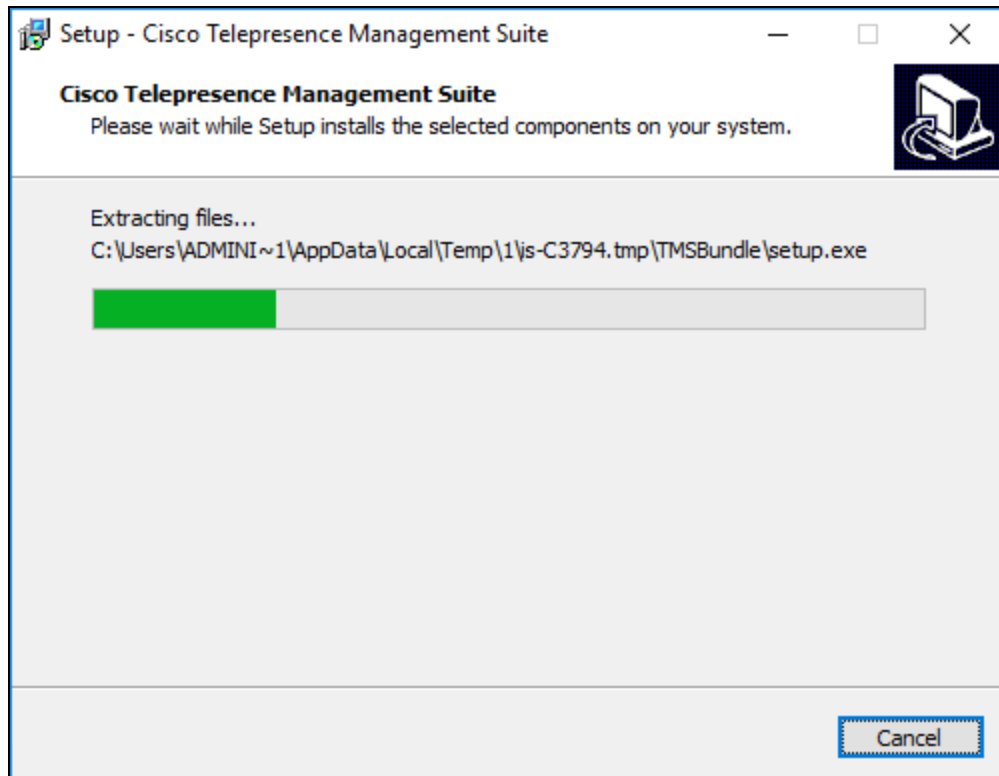 Setup - Cisco Telepresence Management Suite
Cisco Telepresence Management Suite
Please wait while Setup installs the selected components on your system.
Extracting files...
C:\Users\ADMINI~1\AppData\Local\Temp\1\is-C3794.tmp\TMSBundle\setup.exe
Cancel